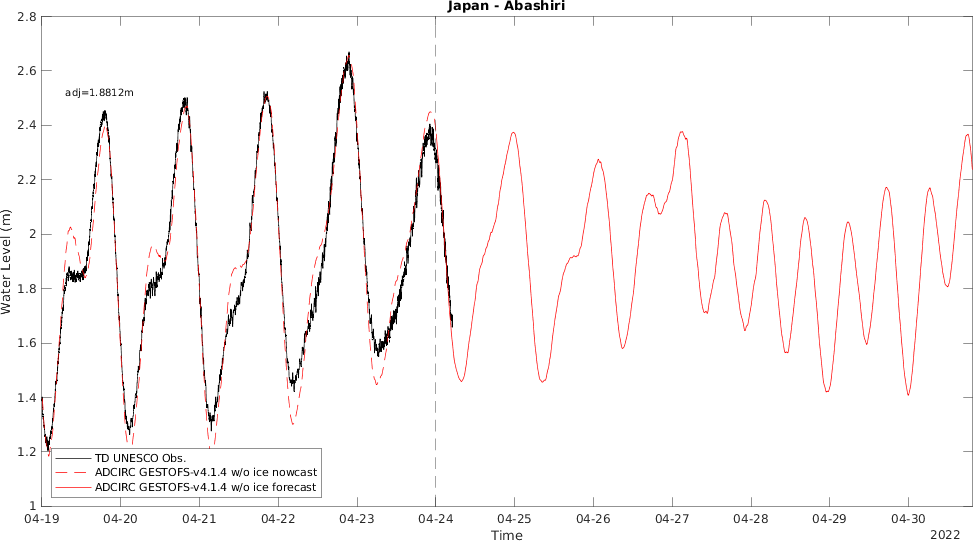 Japan - Abashiri
2.8
2.6
2.4
2.2
2
1.8
1.6
1.4
1.2
1
Water Level (m)
adj=1.8812m
TD UNESCO Obs.
ADCIRC GESTOFS-v4.1.4 w/o ice nowcast
ADCIRC GESTOFS-v4.1.4 w/o ice forecast
04-19 04-20 04-21 04-22 04-23 04-24 04-25 04-26 04-27 04-28 04-29 04-30
Time
2022